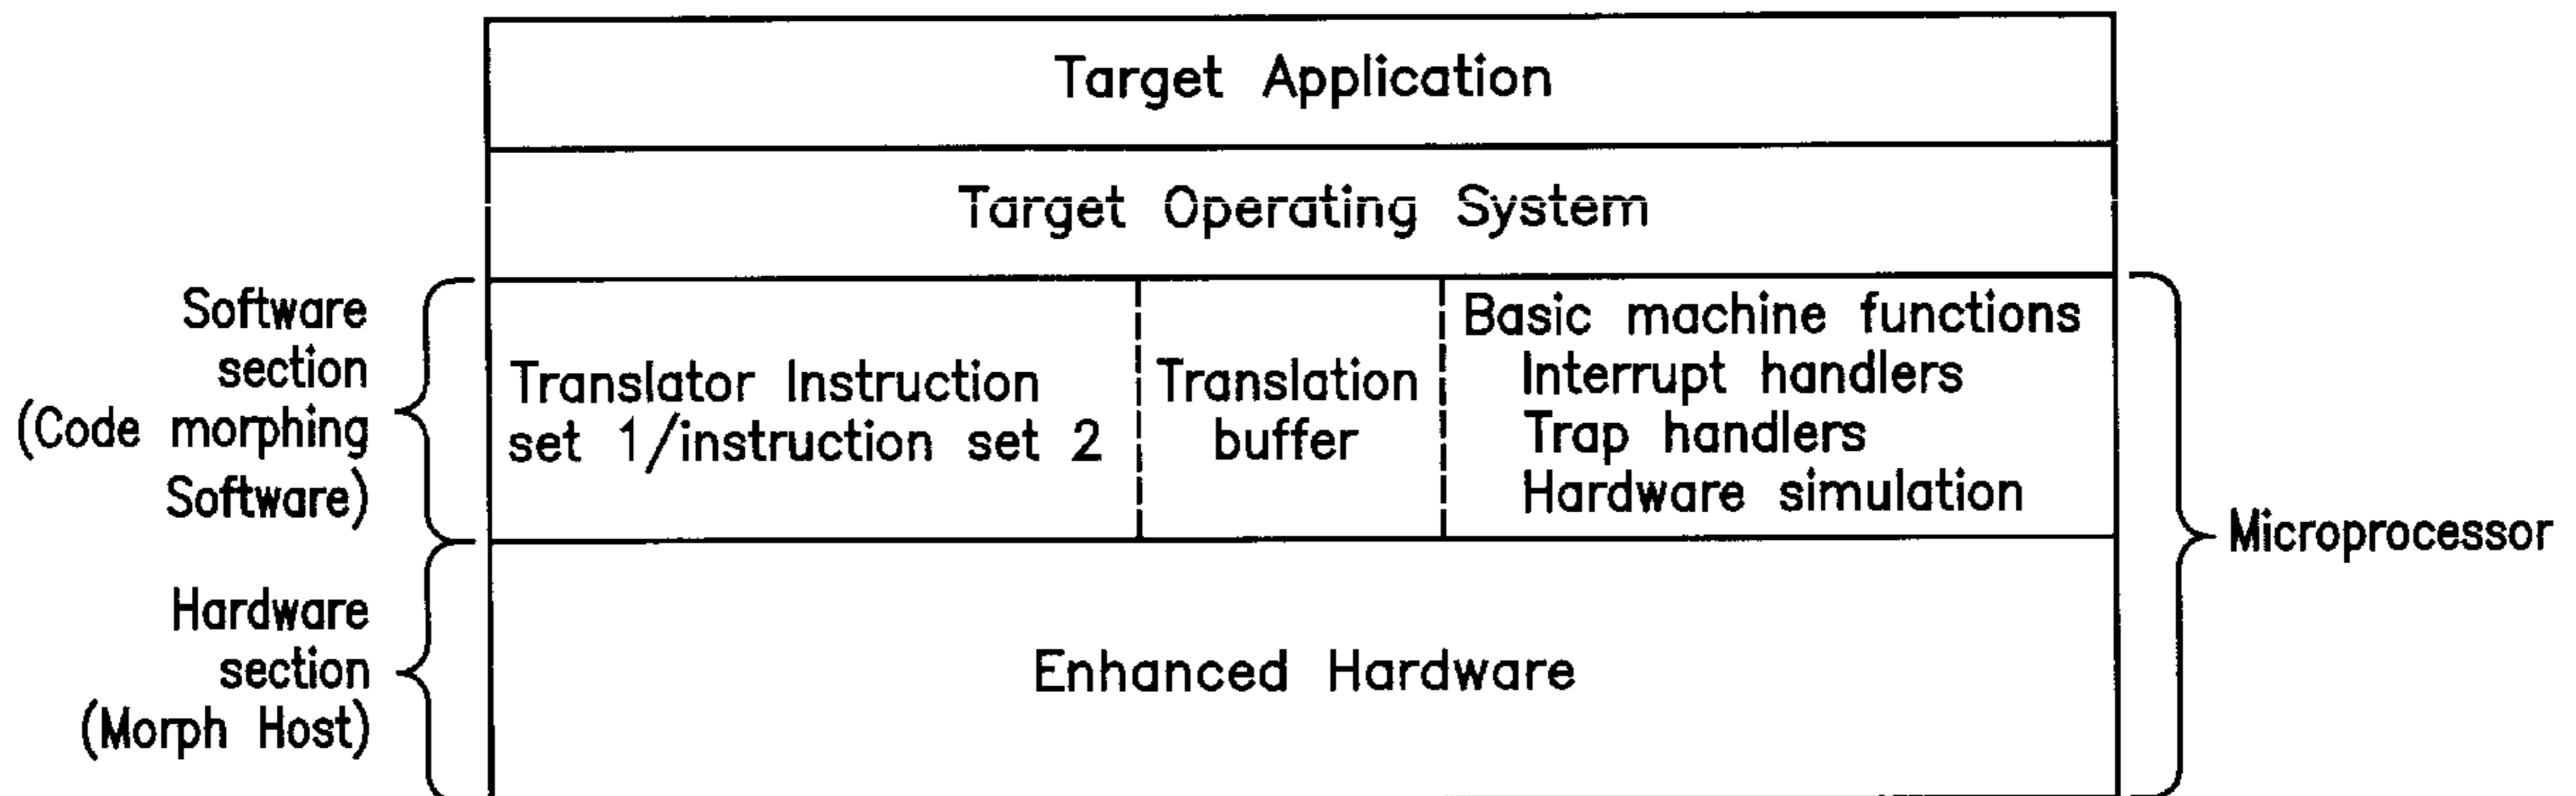 Target Application
Target Operating System
Software
section
(Code morphing
Software)
Translator Instruction
set 1/instruction set 2
Translation
buffer
Basic machine functions
Interrupt handlers
Trap handlers
Hardware simulation
Microprocessor
Hardware
section
(Morph Host)
Enhanced Hardware